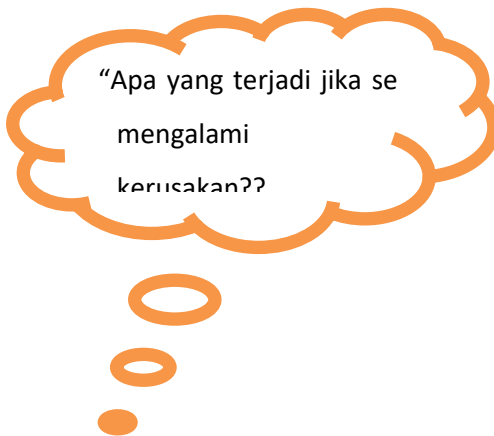 “Apa yang terjadi jika se
mengalami
kerusakan??